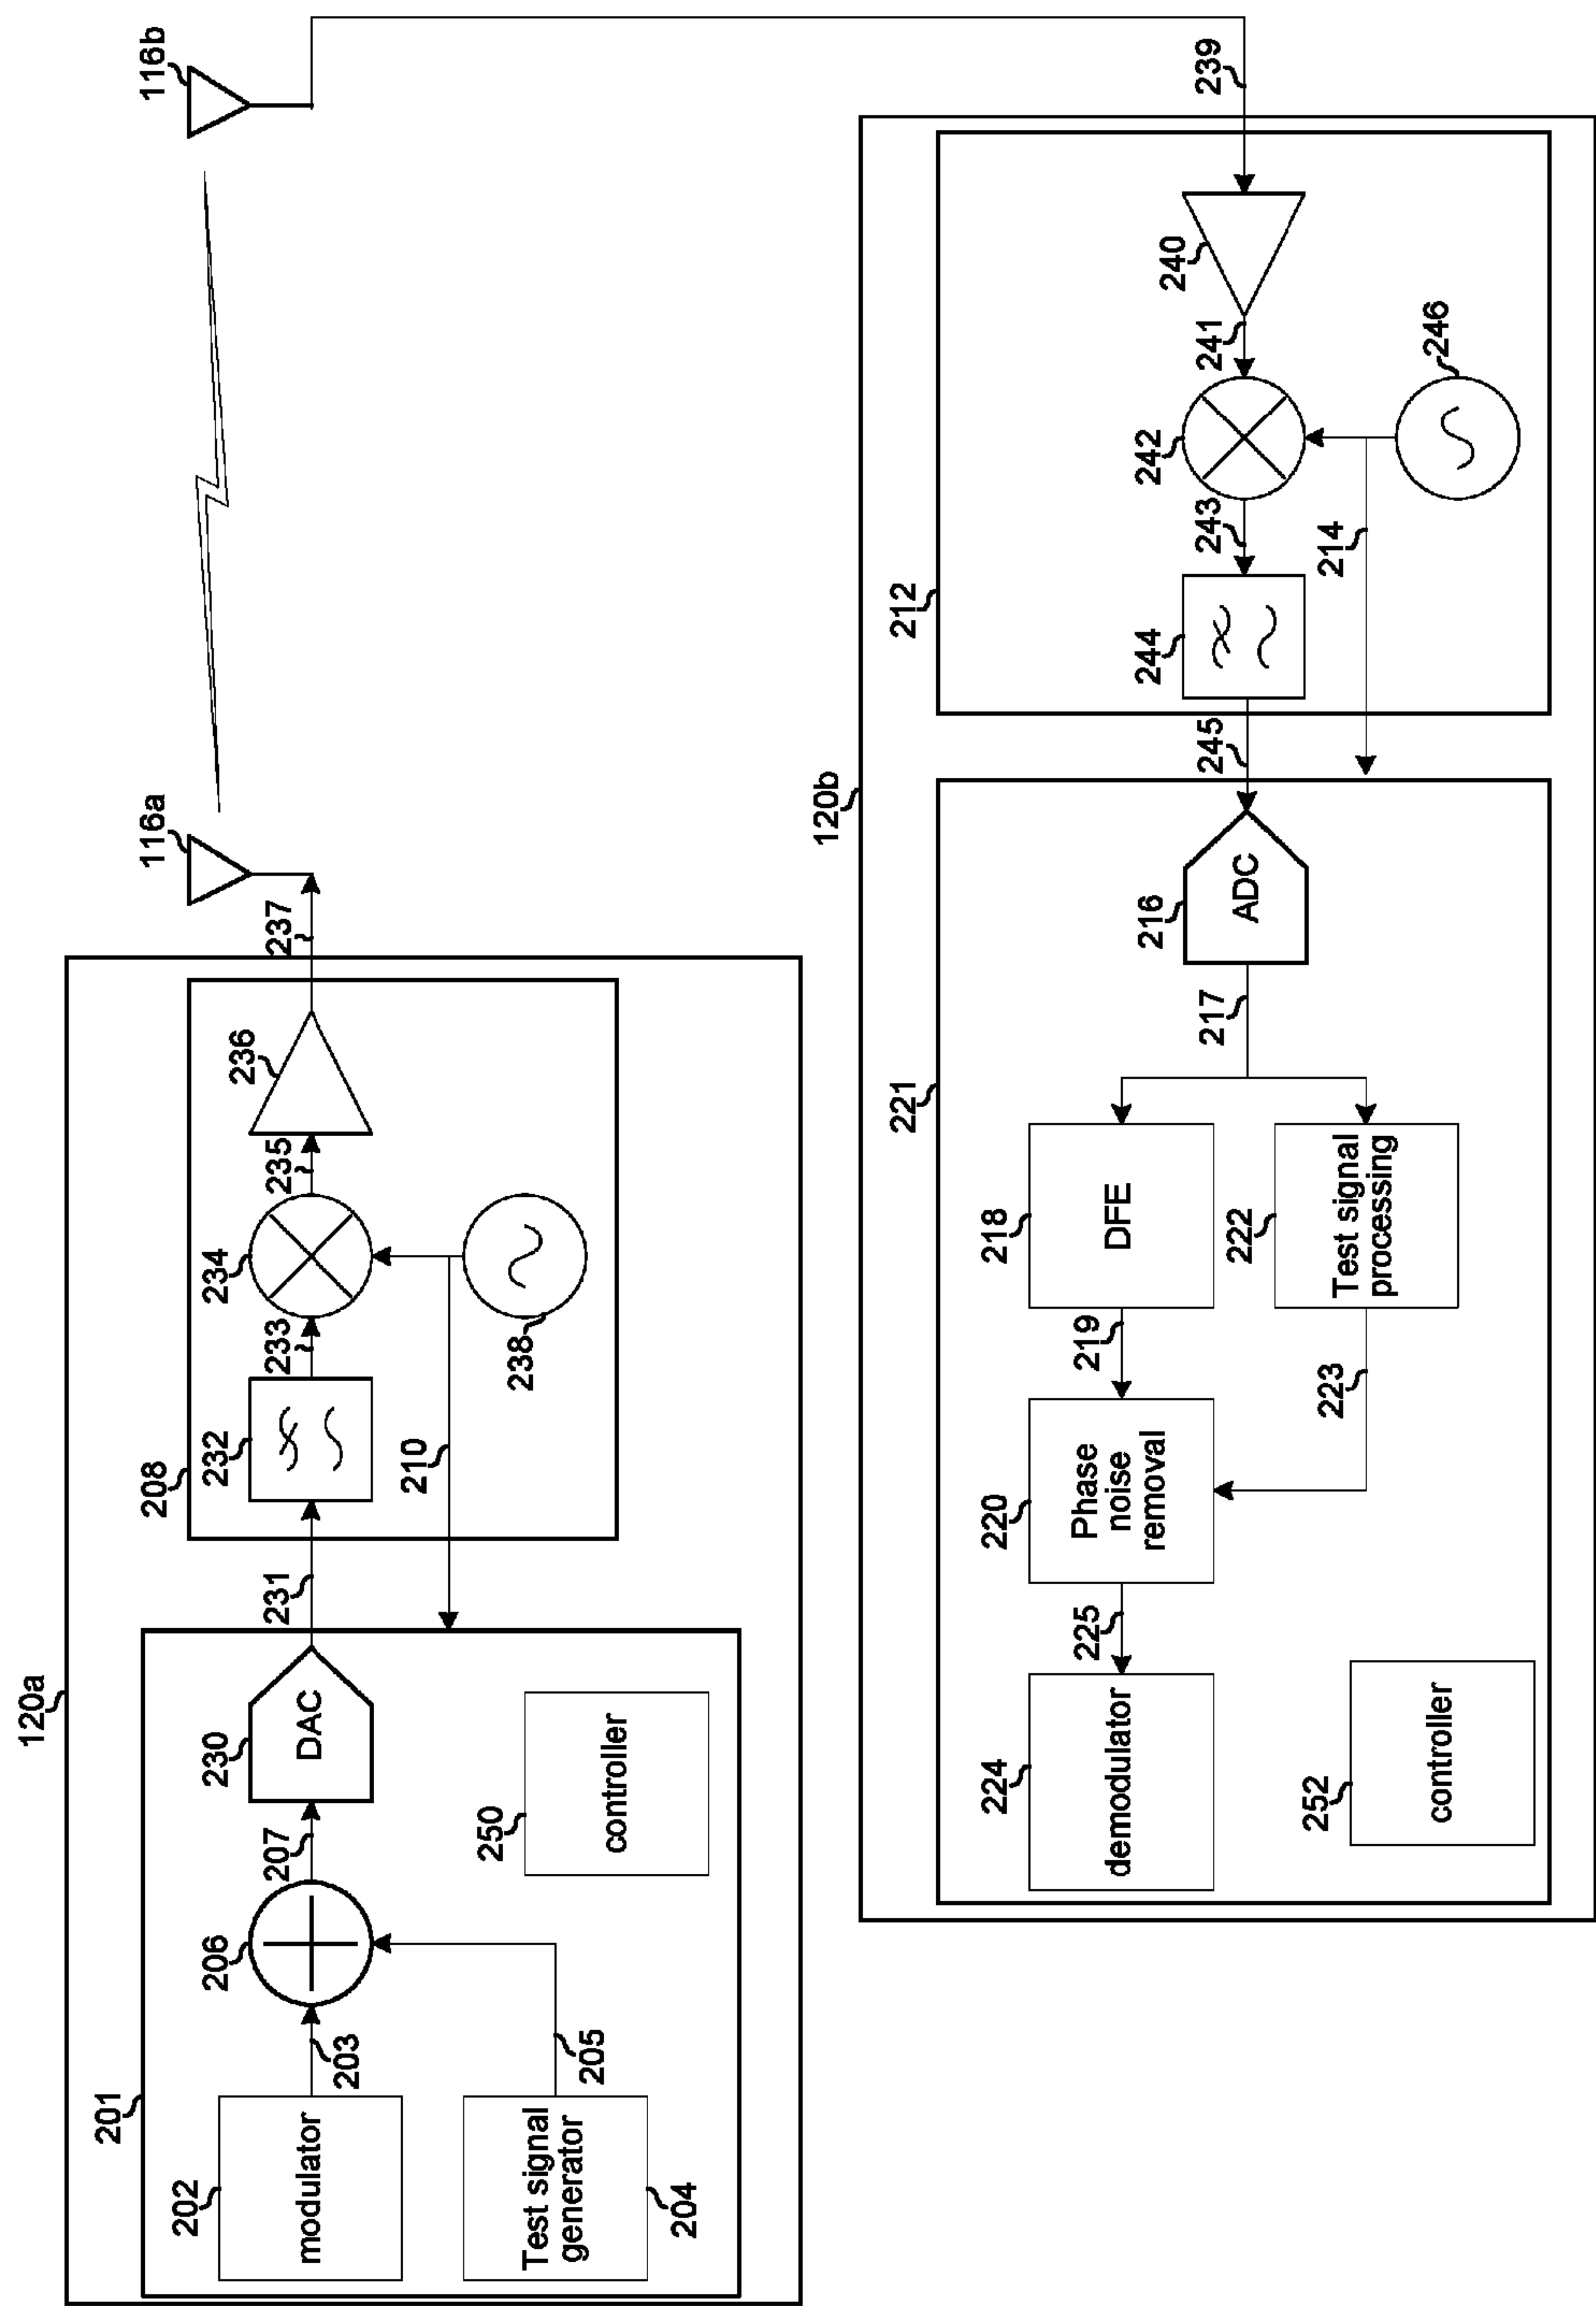 120a
201
202
modulator
203
204
Test signal
generator
205
206
207
230
DAC
250
controller
231
208
232
233
234
235
236
210
238
237
116a
116b
120b
221
224
demodulator
225
220
Phase
noise
removal
219
218
DFE
217
216
ADC
252
controller
223
222
Test signal
processing
245
212
244
243
242
241
240
239
214
246